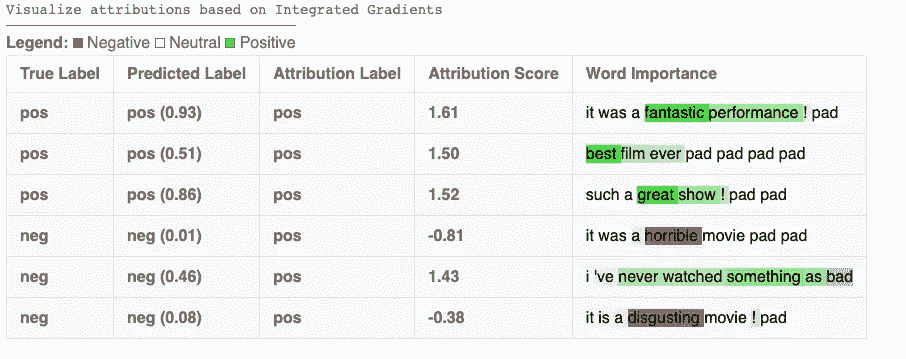 Visualize attributions based on Integrated Gradients
Legend: Negative Neutral Positive
True Label Predicted Label Attribution Label Attribution Score Word Importance
pos pos (0.93) pos 1.61 it was a fantastic performance ! pad
pos pos (0.51) pos 1.50 best film ever pad pad pad pad
pos pos (0.86) pos 1.52 such a great show ! pad pad
neg neg (0.01) pos -0.81 it was a horrible movie pad pad
neg neg (0.46) pos 1.43 i 've never watched something as bad
neg neg (0.08) pos -0.38 it is a disgusting movie ! pad